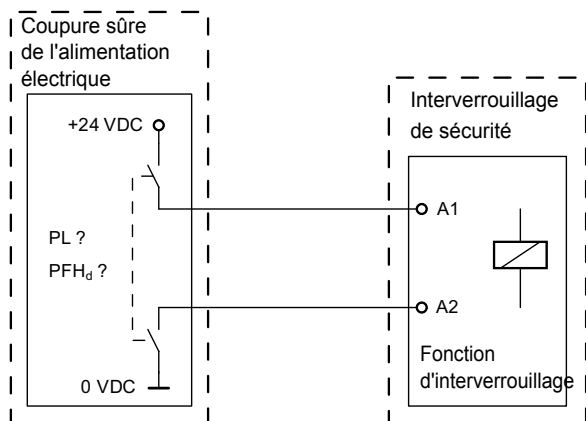 Coupure sûre
de l'alimentation
électrique
+24 VDC
PL ?
PFHd ?
0 VDC
Interverrouillage
de sécurité
A1
A2
Fonction
d'interverrouillage